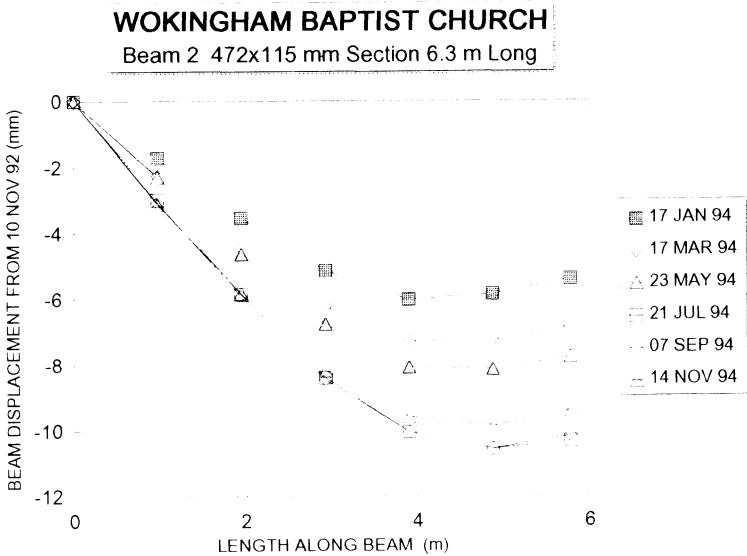 WOKINGHAM BAPTIST CHURCH
Beam 2 472x115 mm Section 6.3 m Long
BEAM DISPLACEMENT FROM 10 NOV 92 (mm)
0
-2
-4
-6
-8
-10
-12
0
2
4
6
LENGTH ALONG BEAM (m)
17 JAN 94
17 MAR 94
23 MAY 94
21 JUL 94
07 SEP 94
14 NOV 94